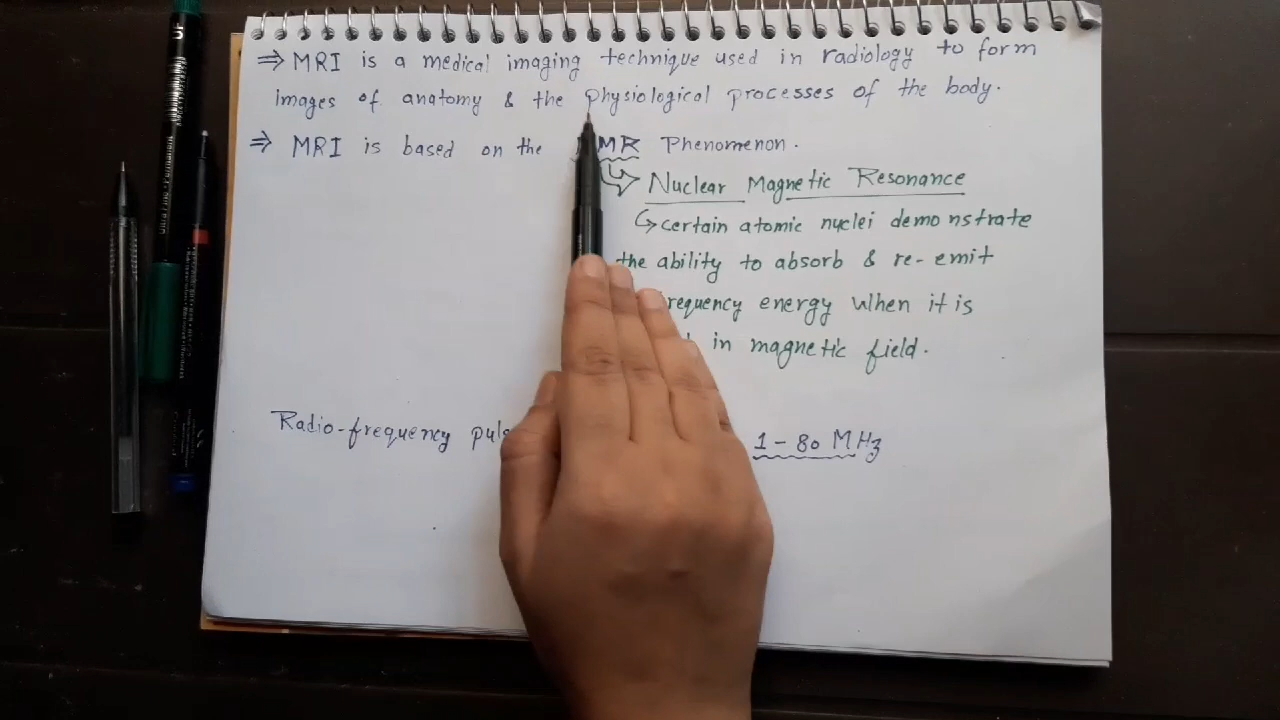 ⇒ MRI is a medical imaging technique used in radiology to form
images of anatomy & the physiological processes of the body.
⇒ MRI is based on the MR Phenomenon.
Nuclear Magnetic Resonance
certain atomic nuclei demonstrate
the ability to absorb & re-emit
frequency energy when it is
in magnetic field.
Radio-frequency 1-80 MHz